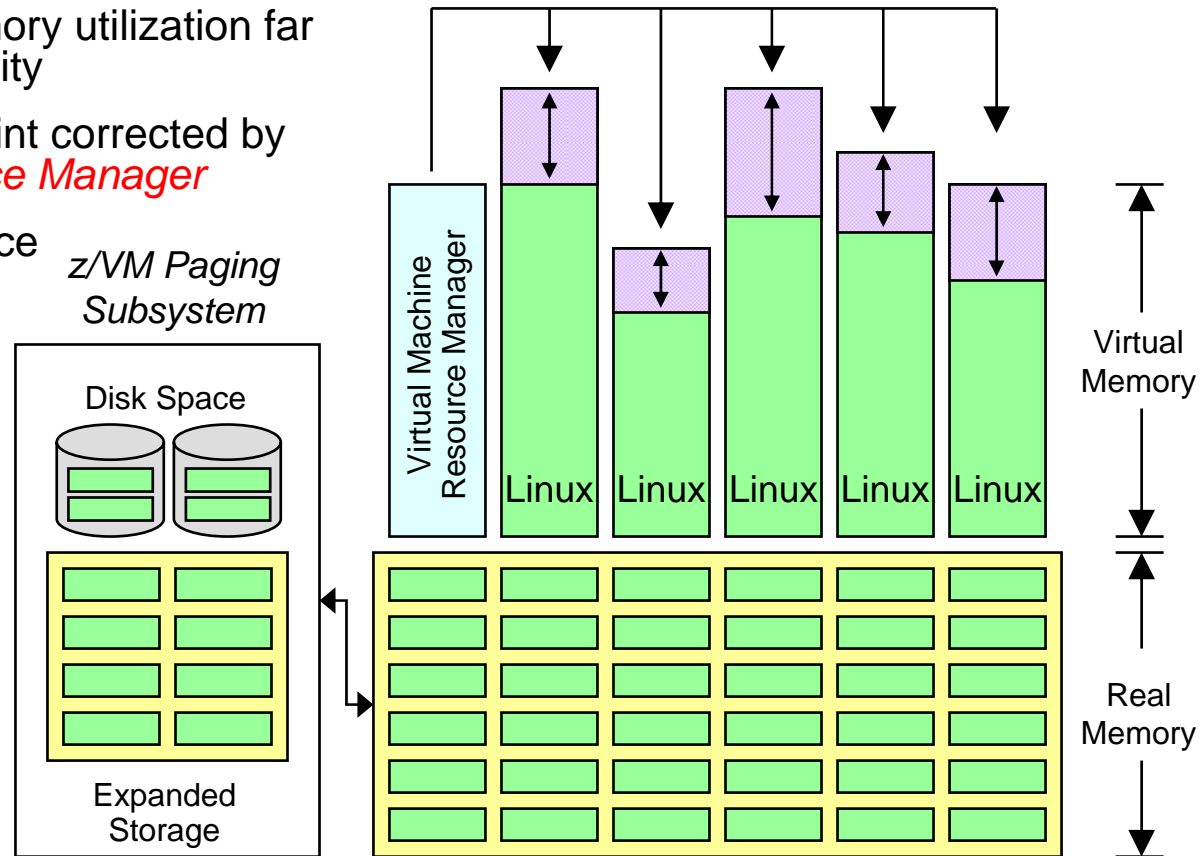 ory utilization far
ity
int corrected by
ce Manager
ce
z/VM Paging
Subsystem
Disk Space
Expanded
Storage
Virtual Machine
Resource Manager
Linux
Linux
Linux
Linux
Linux
Virtual
Memory
Real
Memory